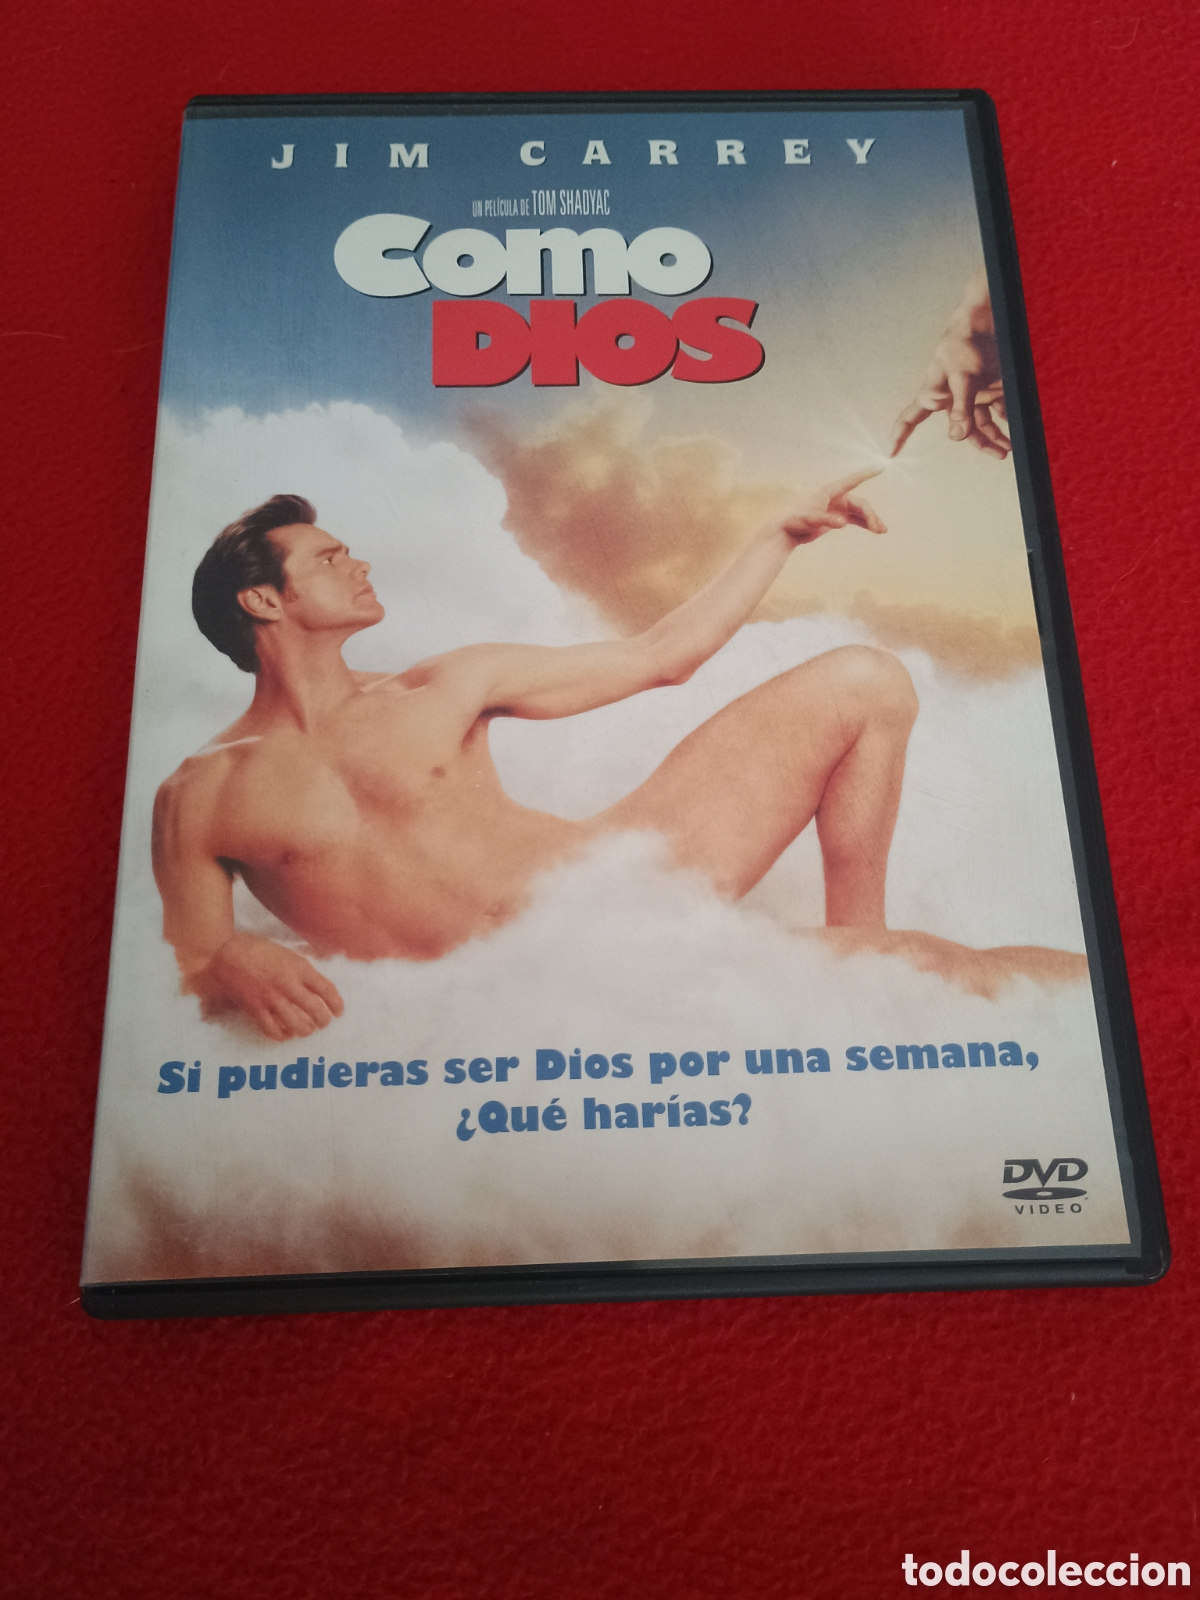 JIM CARREY
UN PELÍCULA DE TOM SHADYAC
Como
DIOS
Si pudieras ser Dios por una semana,
¿Qué harías?
DVD
VIDEO
todocoleccion